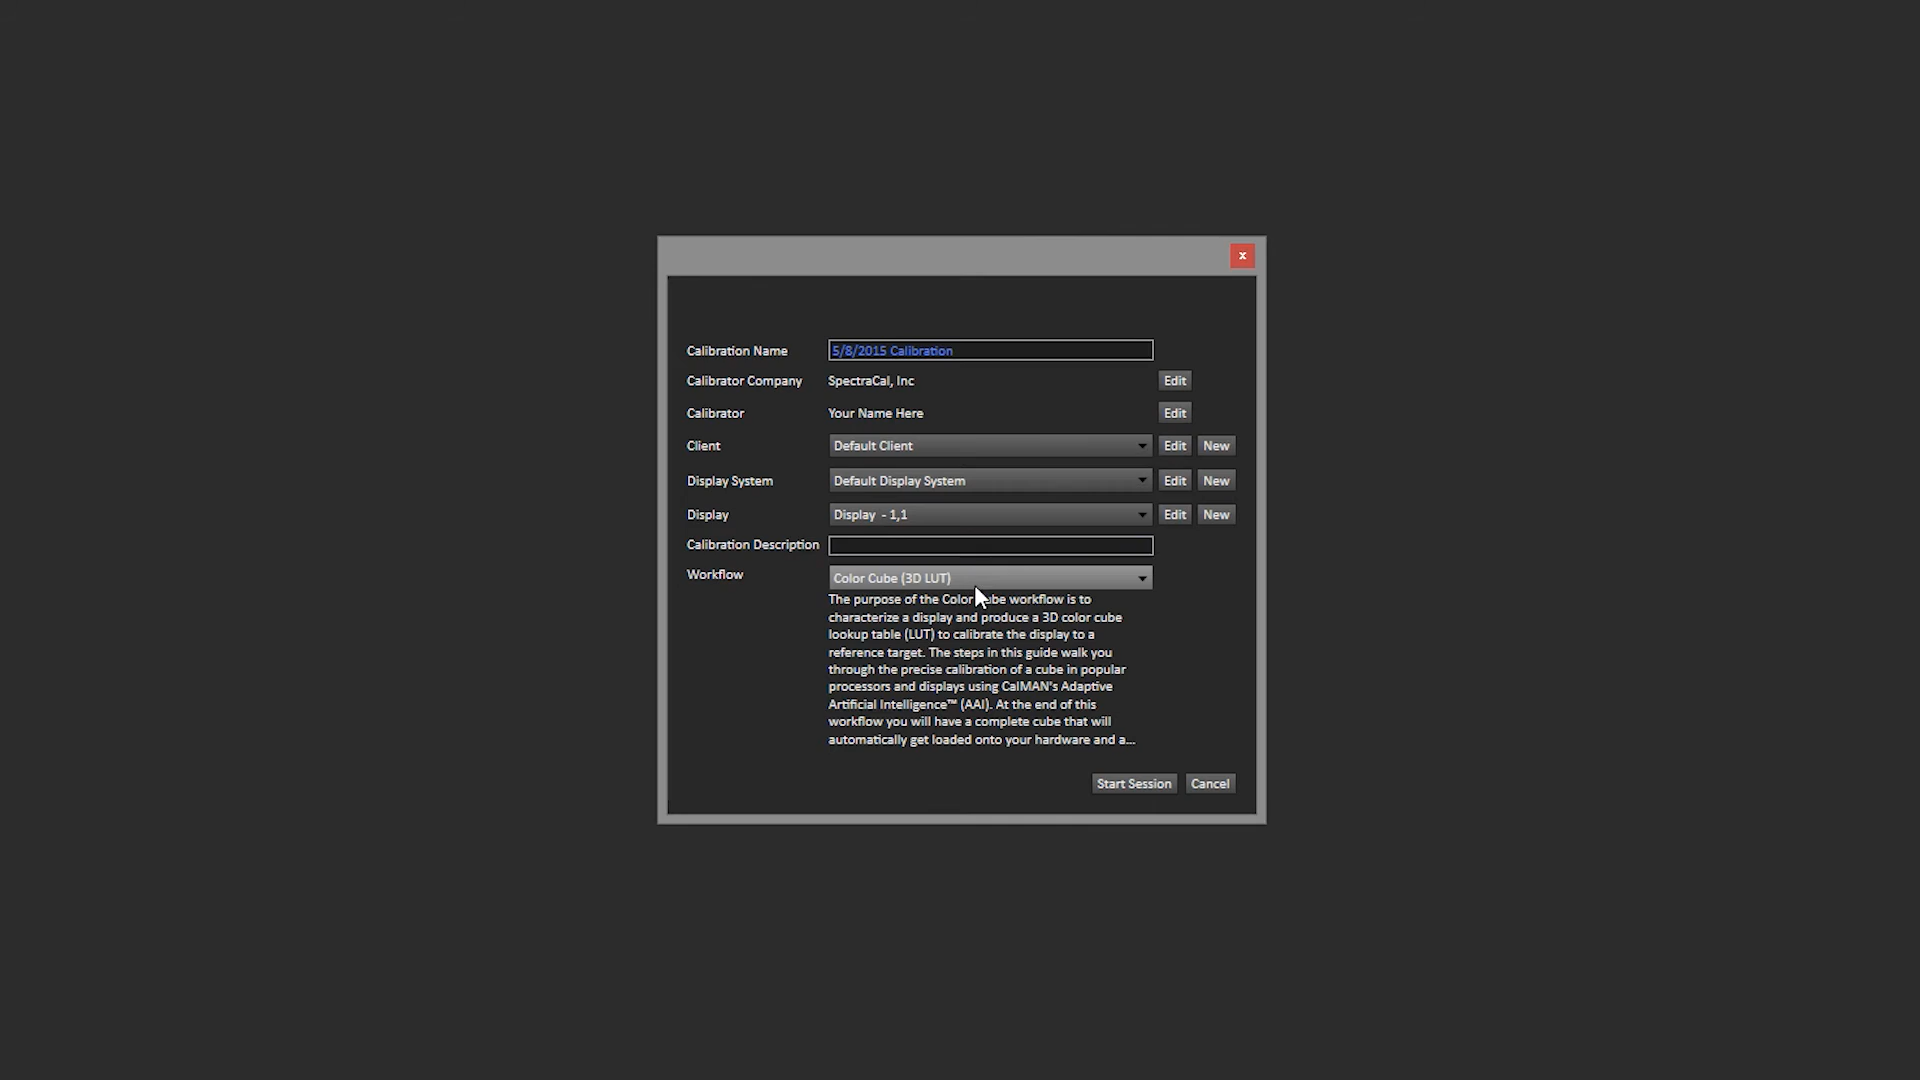 x
Calibration Name 5/8/2015 Calibration
Calibrator Company SpectraCal, Inc Edit
Calibrator Your Name Here Edit
Client Default Client Edit New
Display System Default Display System Edit New
Display Display - 1,1 Edit New
Calibration Description
Workflow Color Cube (3D LUT)
The purpose of the Color workflow is to
characterize a display and produce a 3D color cube
lookup table (LUT) to calibrate the display to a
reference target. The steps in this guide walk you
through the precise calibration of a cube in popular
processors and displays using CalMAN's Adaptive
Artificial Intelligence™ (AAI). At the end of this
workflow you will have a complete cube that will
automatically get loaded onto your hardware and a...
Start Session Cancel